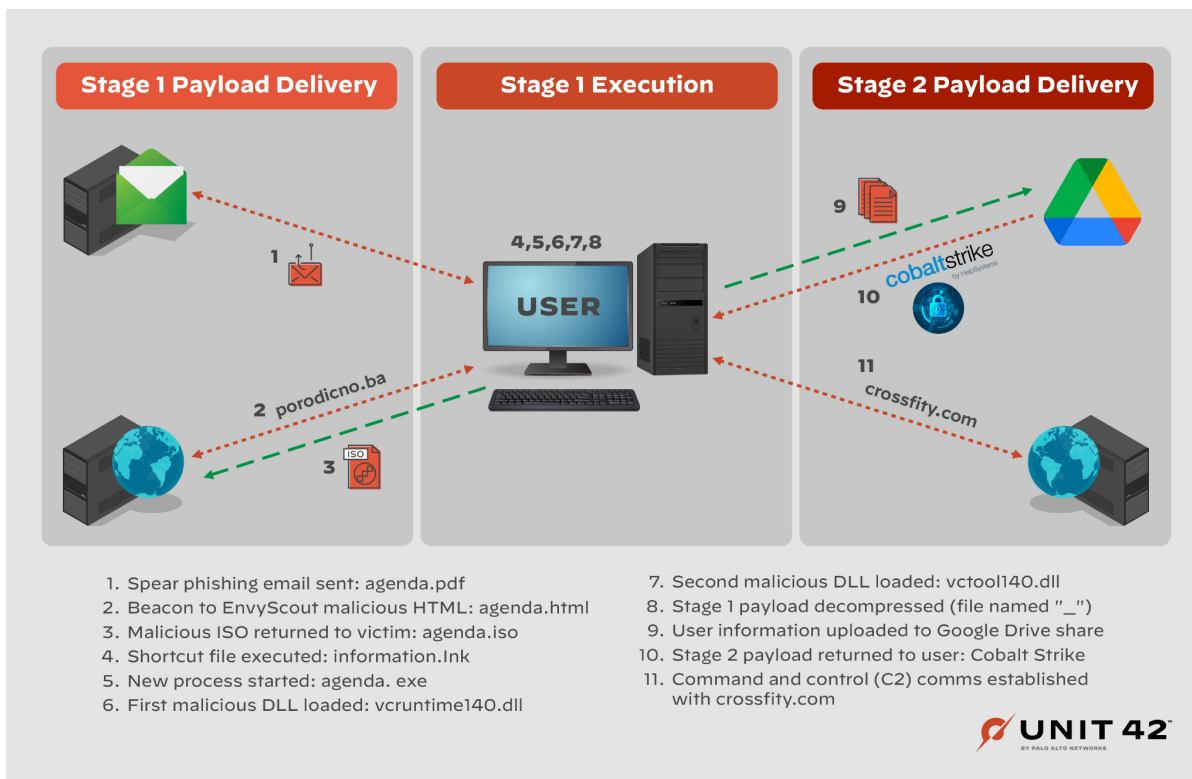 Stage 1 Payload Delivery
Stage 1 Execution
Stage 2 Payload Delivery
1
4,5,6,7,8
USER
9
cobaltstrike
by HelpSystems
10
2 porodicno.ba
3
ISO
11
crossfity.com
1. Spear phishing email sent: agenda.pdf
2. Beacon to EnvyScout malicious HTML: agenda.html
3. Malicious ISO returned to victim: agenda.iso
4. Shortcut file executed: information.lnk
5. New process started: agenda. exe
6. First malicious DLL loaded: vcruntime140.dll
7. Second malicious DLL loaded: vctool140.dll
8. Stage 1 payload decompressed (file named "_")
9. User information uploaded to Google Drive share
10. Stage 2 payload returned to user: Cobalt Strike
11. Command and control (C2) comms established
with crossfity.com
UNIT 42™
BY PALO ALTO NETWORKS